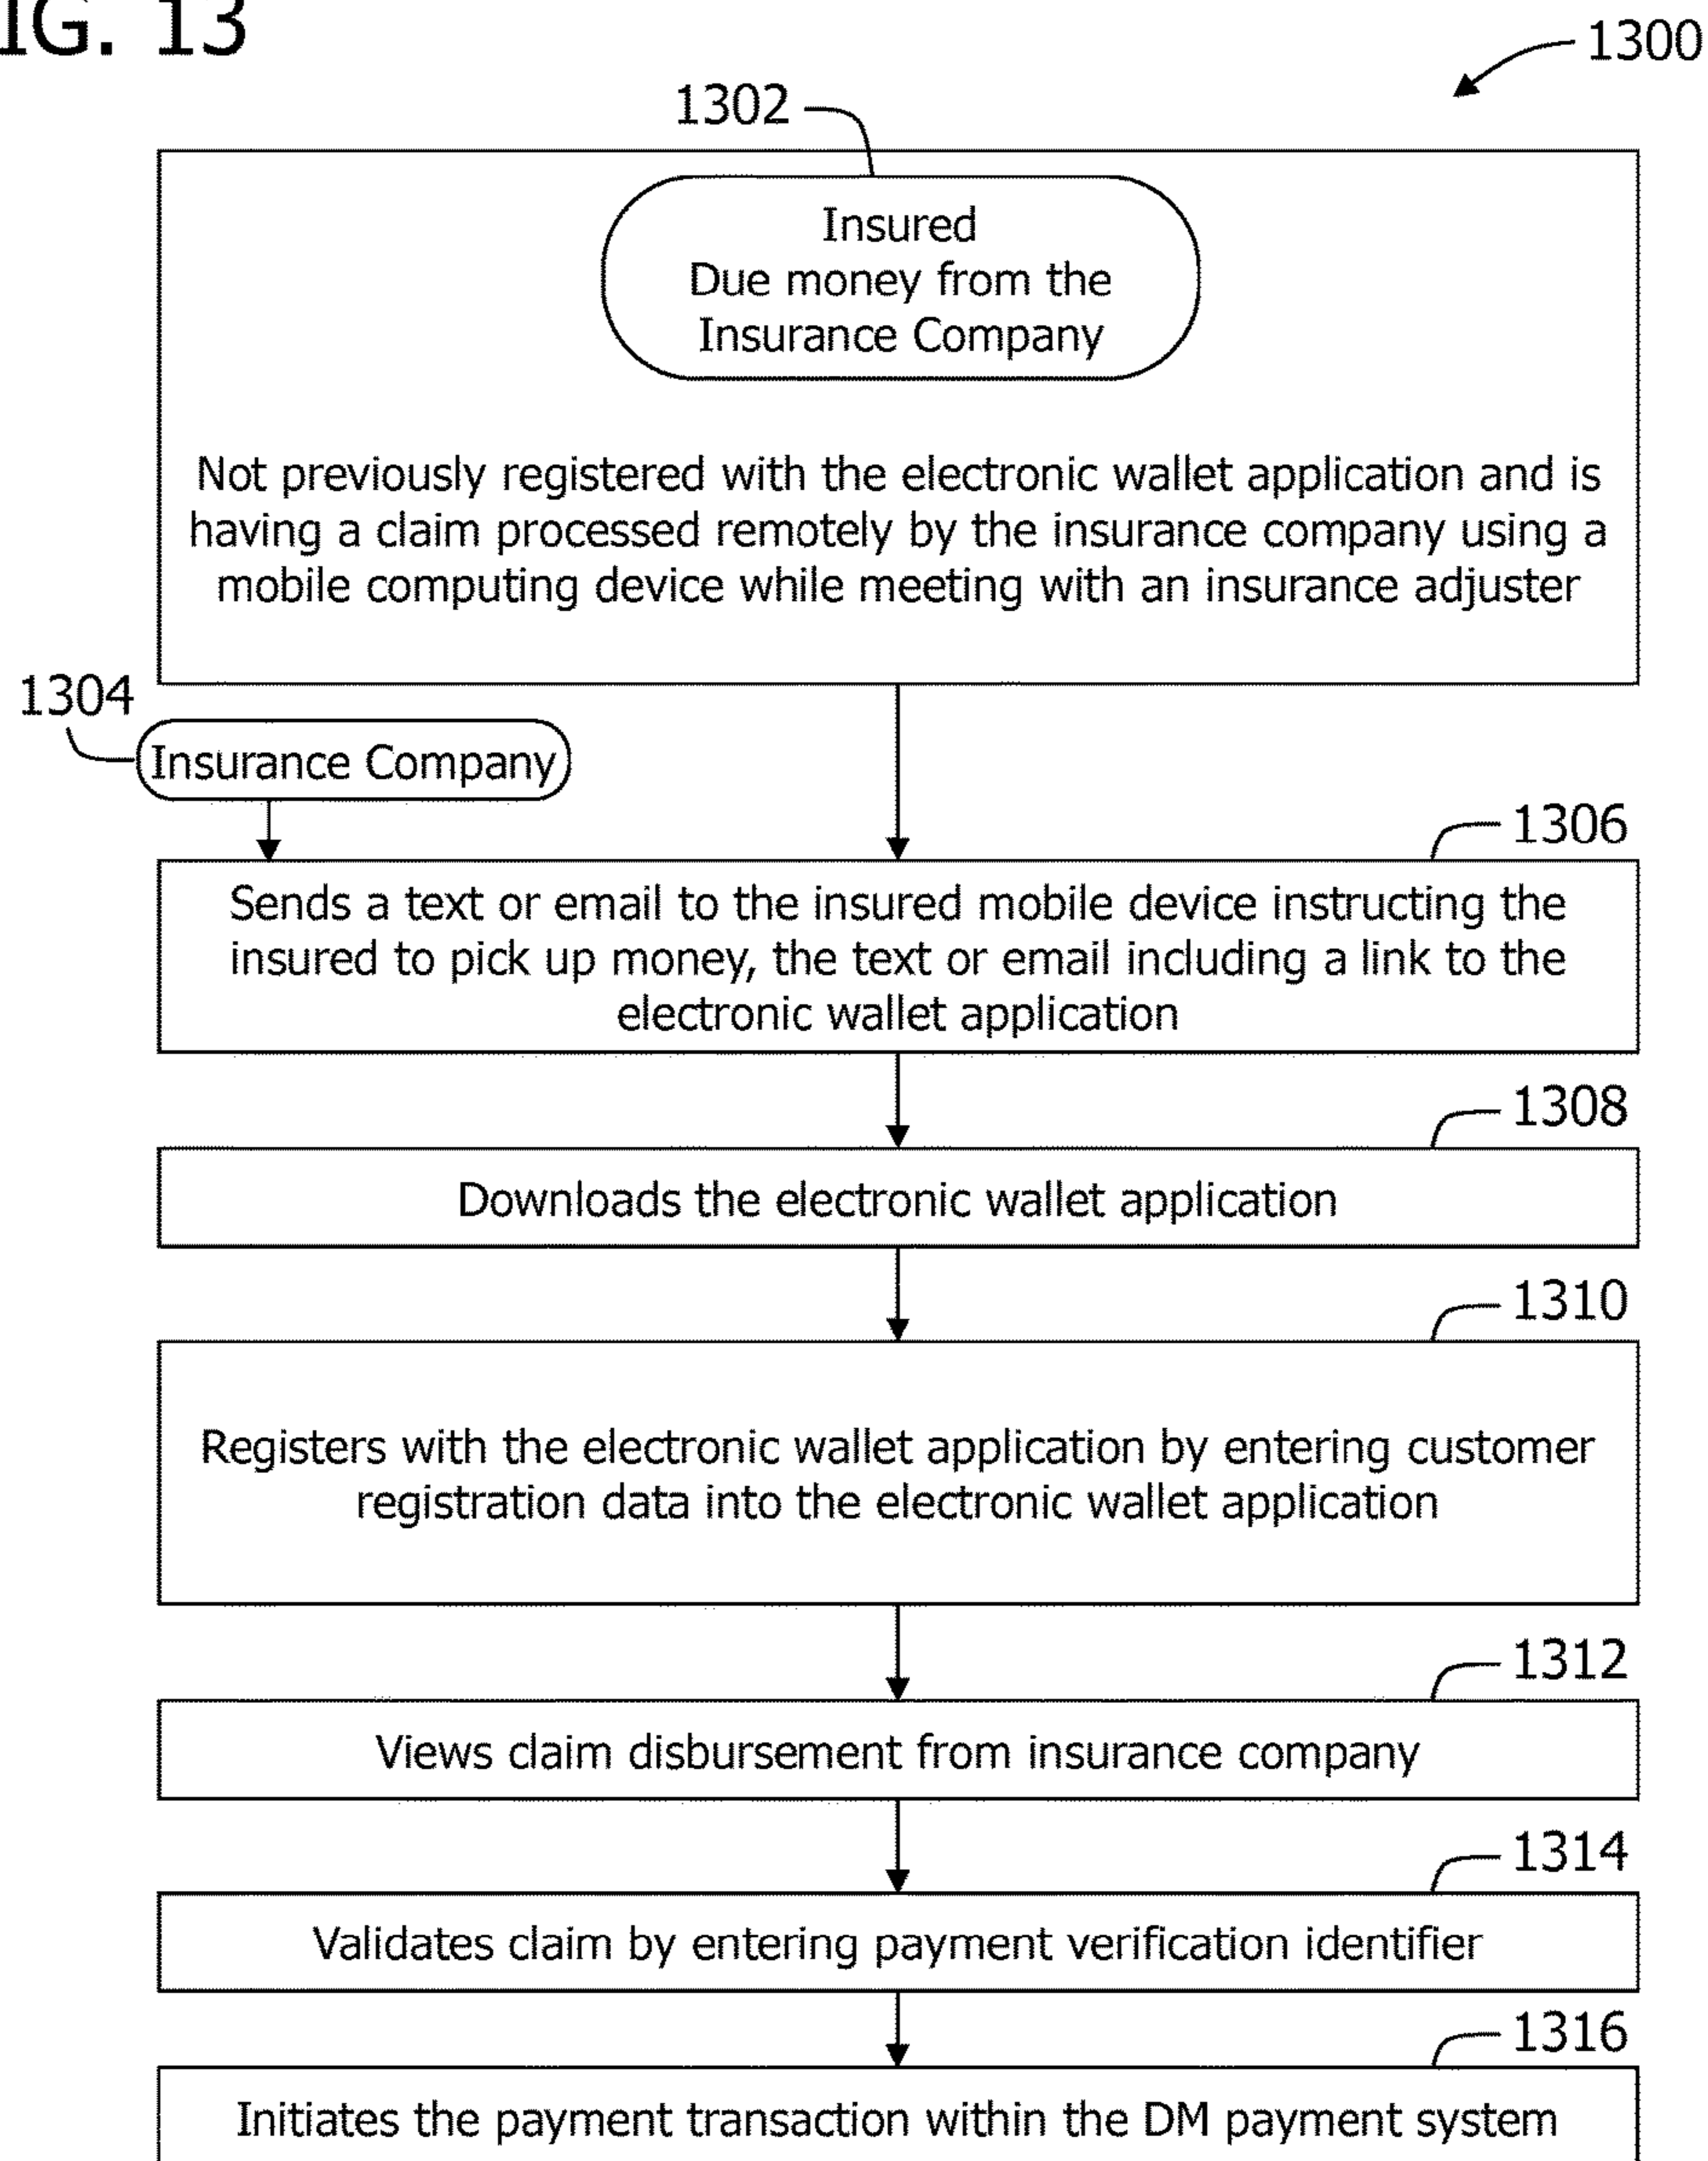 IG. 13
1300
1302
Insured
Due money from the
Insurance Company
Not previously registered with the electronic wallet application and is
having a claim processed remotely by the insurance company using a
mobile computing device while meeting with an insurance adjuster
1304
Insurance Company
1306
Sends a text or email to the insured mobile device instructing the
insured to pick up money, the text or email including a link to the
electronic wallet application
1308
Downloads the electronic wallet application
1310
Registers with the electronic wallet application by entering customer
registration data into the electronic wallet application
1312
Views claim disbursement from insurance company
1314
Validates claim by entering payment verification identifier
1316
Initiates the payment transaction within the DM payment system